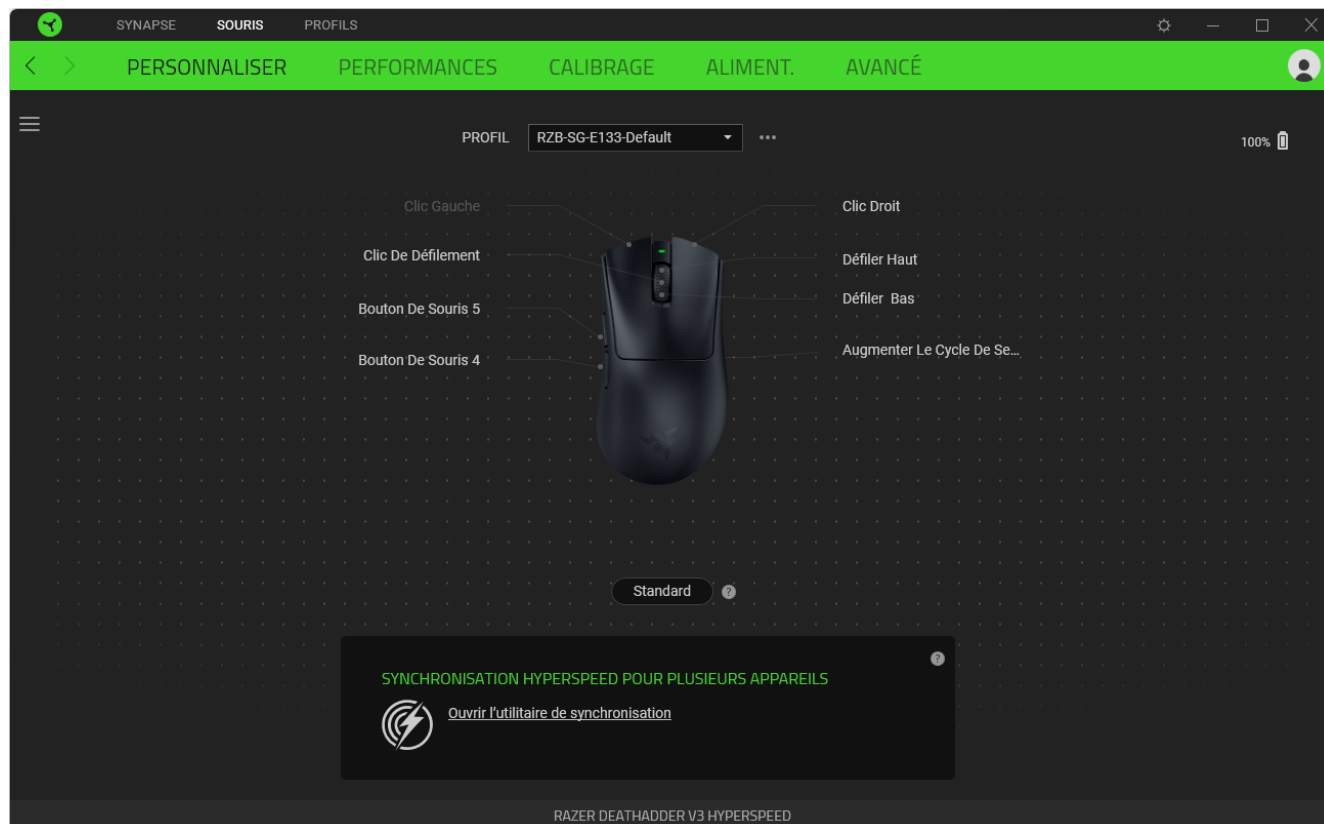 SYNAPSE SOURIS PROFILS
PERSONNALISER PERFORMANCES CALIBRAGE ALIMENT. AVANCÉ
PROFIL RZB-SG-E133-Default
100%
Clic Gauche
Clic Droit
Clic De Défilement
Défiler Haut
Bouton De Souris 5
Défiler Bas
Bouton De Souris 4
Augmenter Le Cycle De Se...
Standard ?
?
SYNCHRONISATION HYPERSPEED POUR PLUSIEURS APPAREILS
Ouvrir l'utilitaire de synchronisation
RAZER DEATHADDER V3 HYPERSPEED